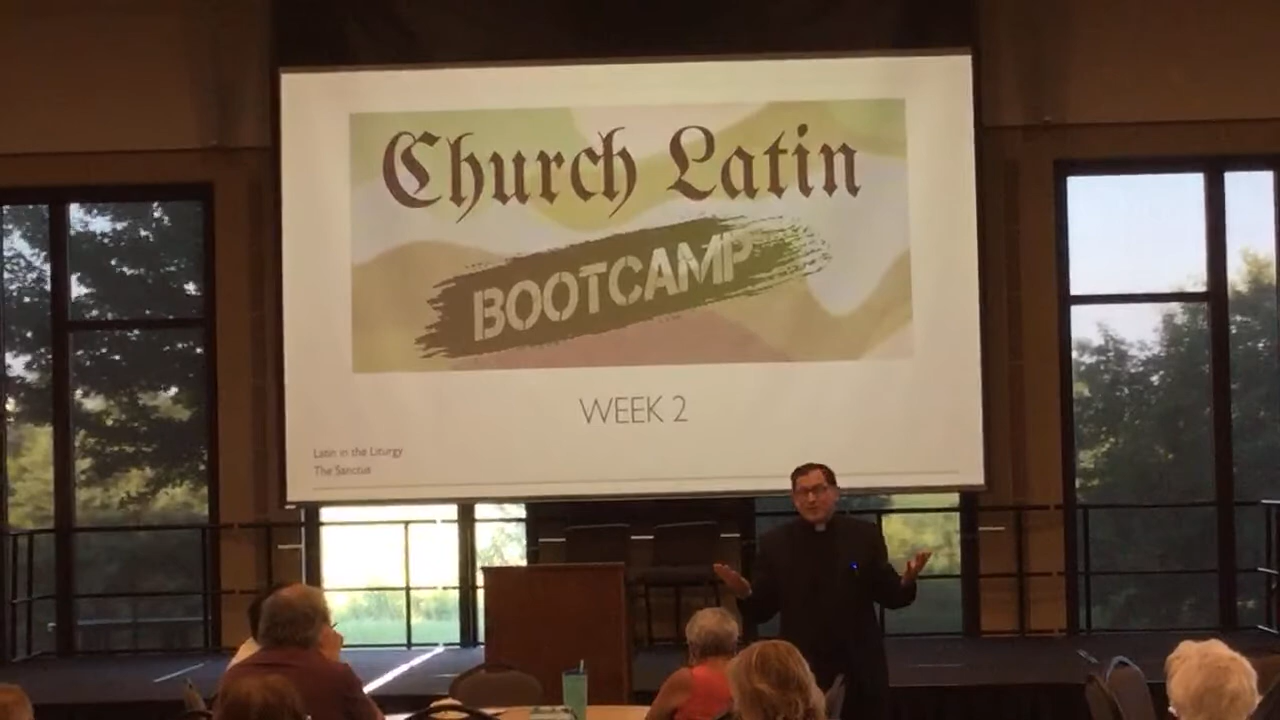 Church Latin
BOOTCAMP
WEEK 2
Latin in the Liturgy
The Sanctus